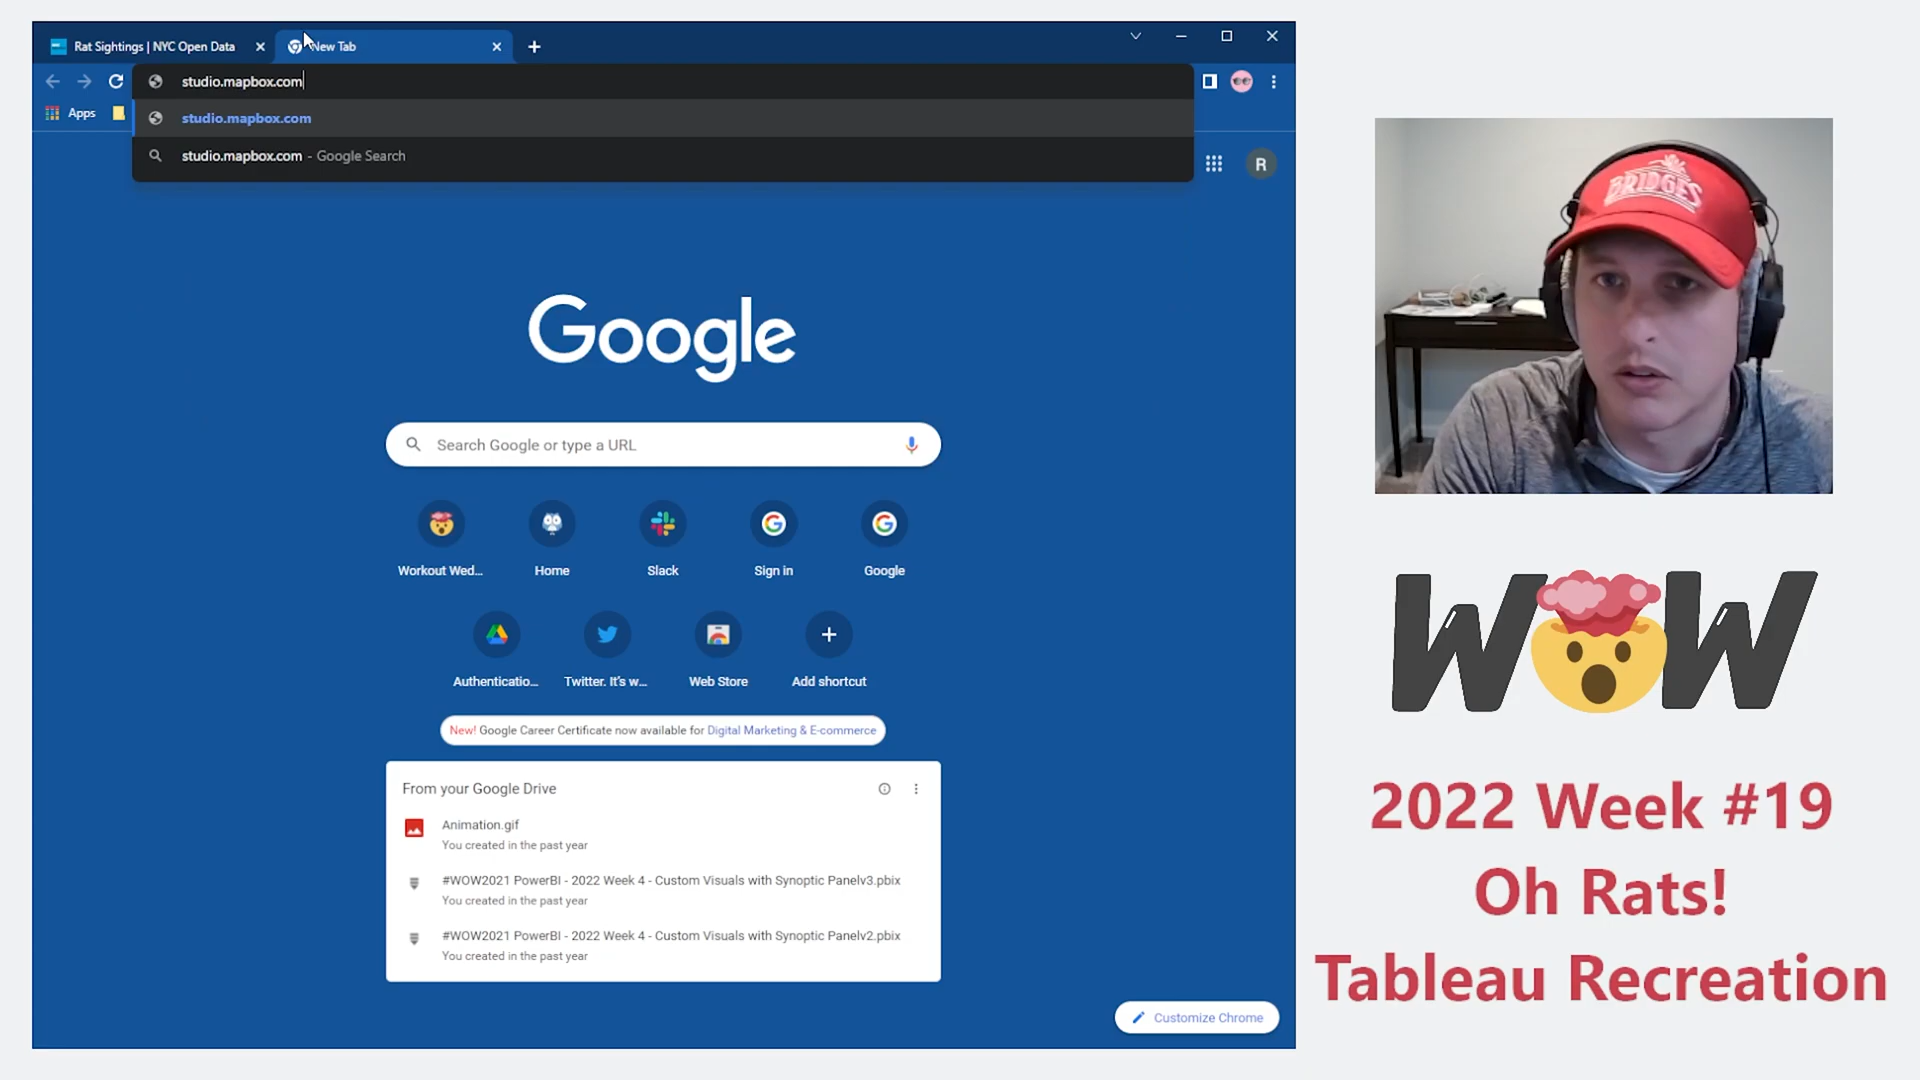 Rat Sightings | NYC Open Data
New Tab
studio.mapbox.com
Apps
studio.mapbox.com
studio.mapbox.com - Google Search
R
Google
Search Google or type a URL
Workout Wed...
Home
Slack
Sign in
Google
Authenticatio...
Twitter. It's w...
Web Store
Add shortcut
New! Google Career Certificate now available for Digital Marketing & E-commerce
From your Google Drive
Animation.gif
You created in the past year
#WOW2021 PowerBI - 2022 Week 4 - Custom Visuals with Synoptic Panelv3.pbix
You created in the past year
#WOW2021 PowerBI - 2022 Week 4 - Custom Visuals with Synoptic Panelv2.pbix
You created in the past year
Customize Chrome
BRIDGES
W W
2022 Week #19
Oh Rats!
Tableau Recreation